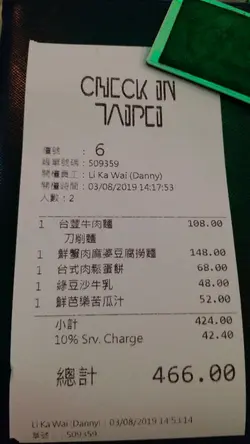 CHECK IN
TAIPEI
檯號 : 6
賬單號碼 : 509359
開檯員工 : Li Ka Wai (Danny)
開檯時間 : 03/08/2019 14:17:53
人數 : 2
1 台豐牛肉麵 108.00
刀削麵
1 鮮蟹肉麻婆豆腐撈麵 148.00
1 台式肉鬆蛋餅 68.00
1 綠豆沙牛乳 48.00
1 鮮芭樂苦瓜汁 52.00
小計 424.00
10% Srv. Charge 42.40
總計 466.00
Li Ka Wai (Danny) : 03/08/2019 14:53:14
單號 : 509359